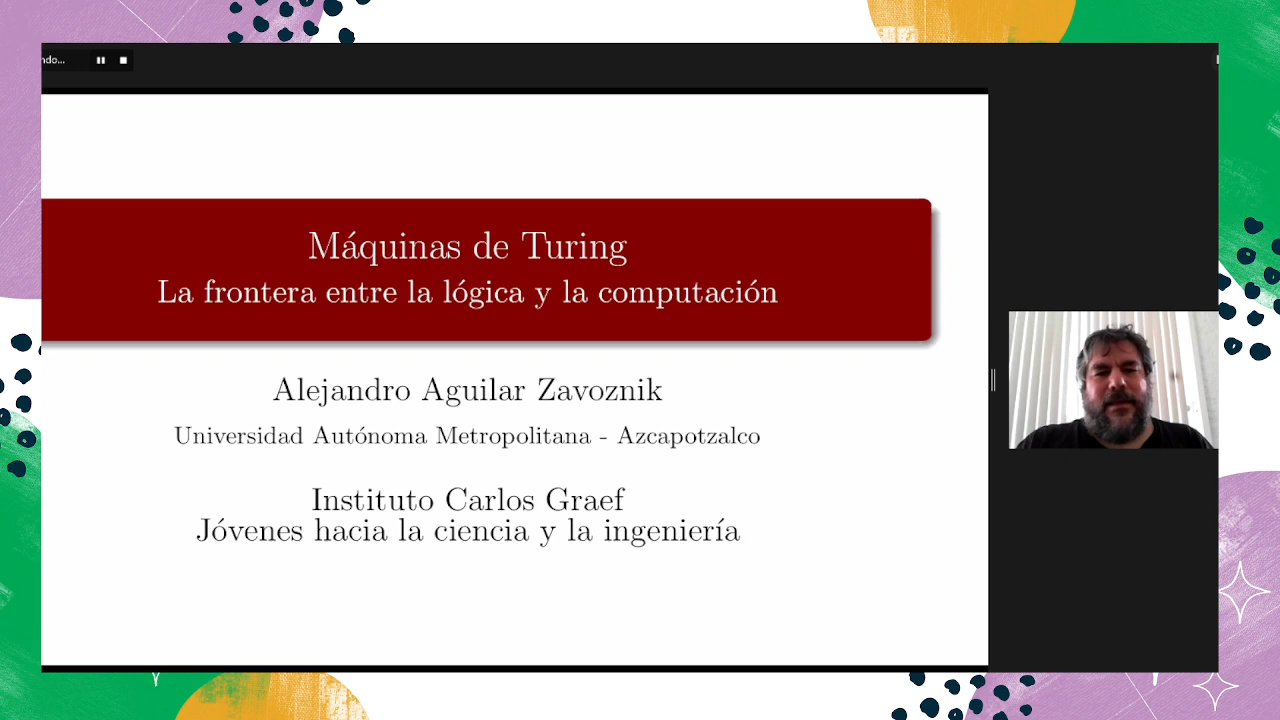 ndo...
Máquinas de Turing
La frontera entre la lógica y la computación
Alejandro Aguilar Zavoznik
Universidad Autónoma Metropolitana - Azcapotzalco
Instituto Carlos Graef
Jóvenes hacia la ciencia y la ingeniería